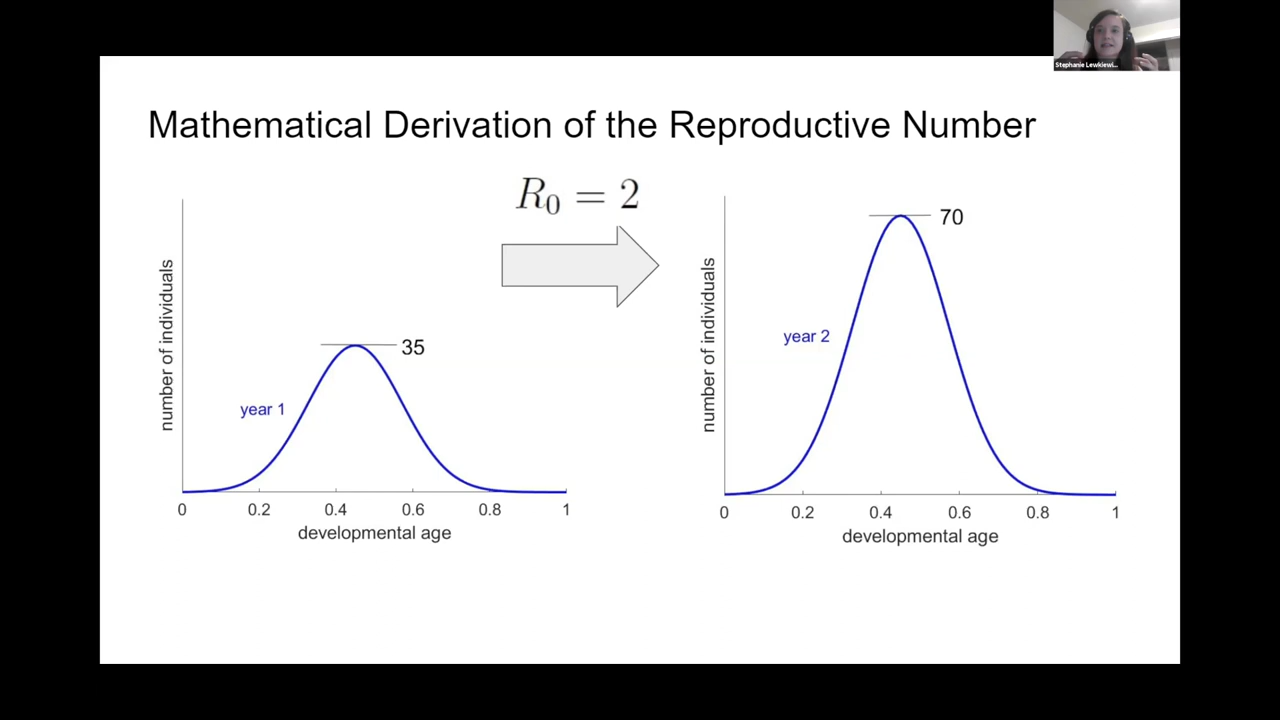 Stephanie Lewkiewi...
Mathematical Derivation of the Reproductive Number
R₀ = 2
number of individuals
35
year 1
0 0.2 0.4 0.6 0.8 1
developmental age
number of individuals
70
year 2
0 0.2 0.4 0.6 0.8 1
developmental age